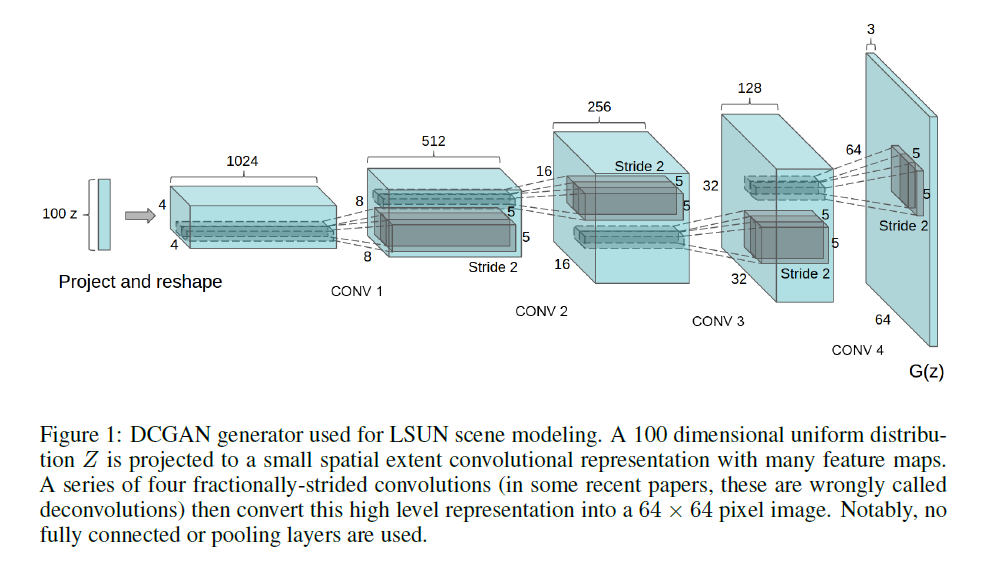 3
128
256
64
512
5
16
Stride 2
1024
5
32
5
8
5
4
5
100 z
5
Stride 2
4
5
5
8
16
Stride 2
Stride 2
32
Project and reshape
CONV 1
CONV 2
CONV 3
64
CONV 4
G(z)
Figure 1: DCGAN generator used for LSUN scene modeling. A 100 dimensional uniform distribu-
tion Z is projected to a small spatial extent convolutional representation with many feature maps.
A series of four fractionally-strided convolutions (in some recent papers, these are wrongly called
deconvolutions) then convert this high level representation into a 64 × 64 pixel image. Notably, no
fully connected or pooling layers are used.